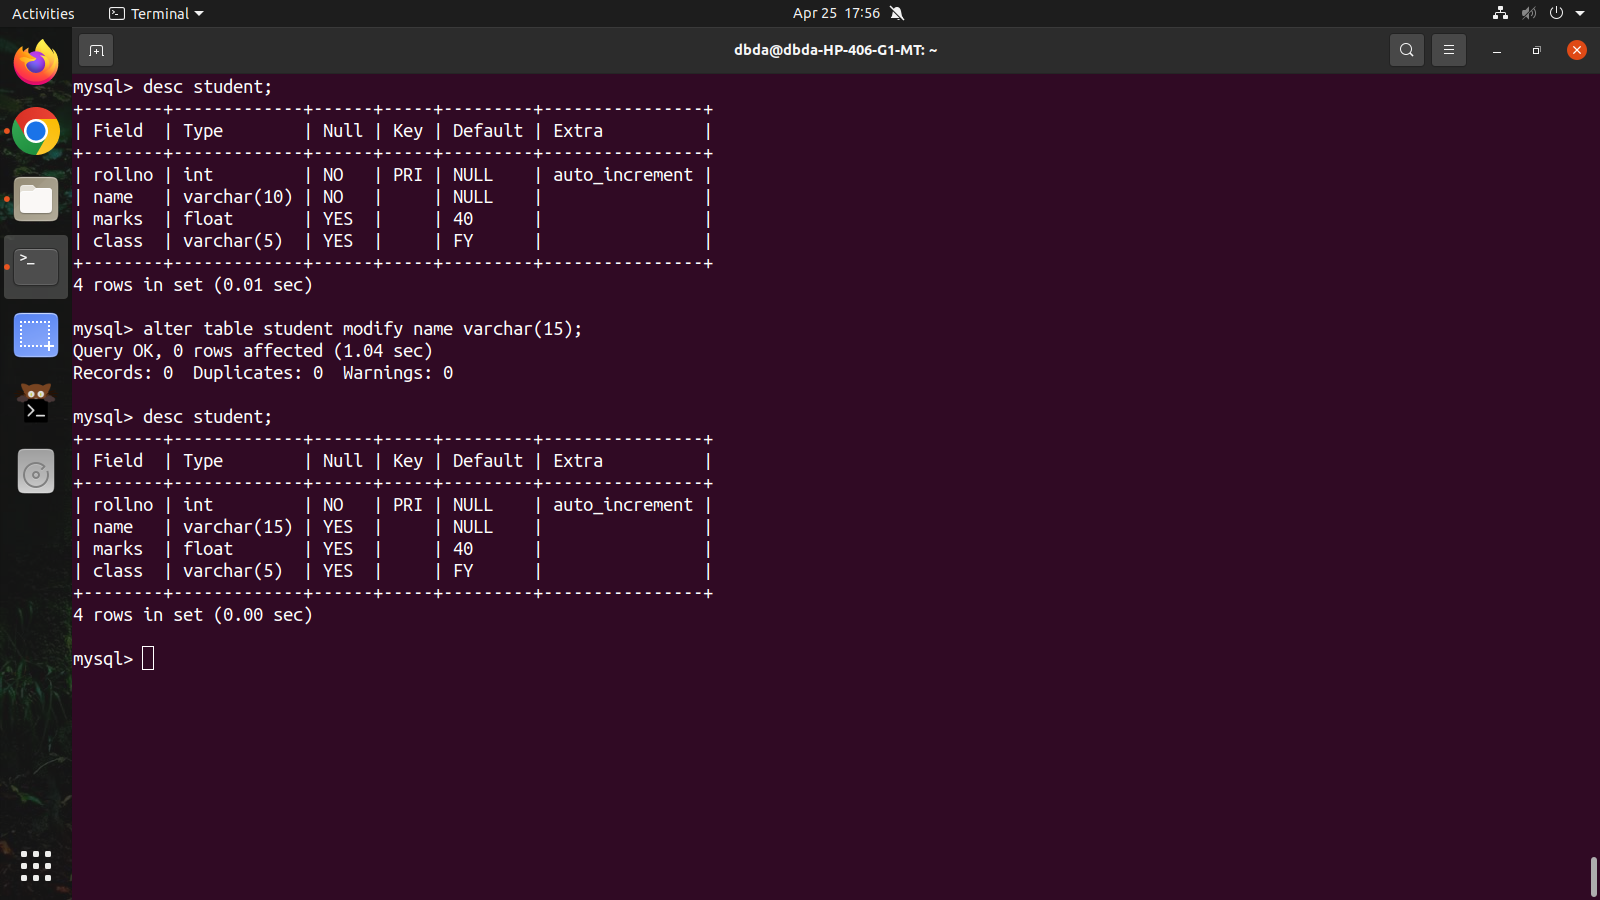 Activities Terminal Apr 25 17:56
dbda@dbda-HP-406-G1-MT: ~
mysql> desc student;
+--------+-------------+------+-----+---------+----------------+
| Field  | Type        | Null | Key | Default | Extra          |
+--------+-------------+------+-----+---------+----------------+
| rollno | int         | NO   | PRI | NULL    | auto_increment |
| name   | varchar(10) | NO   |     | NULL    |                |
| marks  | float       | YES  |     | 40      |                |
| class  | varchar(5)  | YES  |     | FY      |                |
+--------+-------------+------+-----+---------+----------------+
4 rows in set (0.01 sec)
mysql> alter table student modify name varchar(15);
Query OK, 0 rows affected (1.04 sec)
Records: 0  Duplicates: 0  Warnings: 0
mysql> desc student;
+--------+-------------+------+-----+---------+----------------+
| Field  | Type        | Null | Key | Default | Extra          |
+--------+-------------+------+-----+---------+----------------+
| rollno | int         | NO   | PRI | NULL    | auto_increment |
| name   | varchar(15) | YES  |     | NULL    |                |
| marks  | float       | YES  |     | 40      |                |
| class  | varchar(5)  | YES  |     | FY      |                |
+--------+-------------+------+-----+---------+----------------+
4 rows in set (0.00 sec)
mysql>